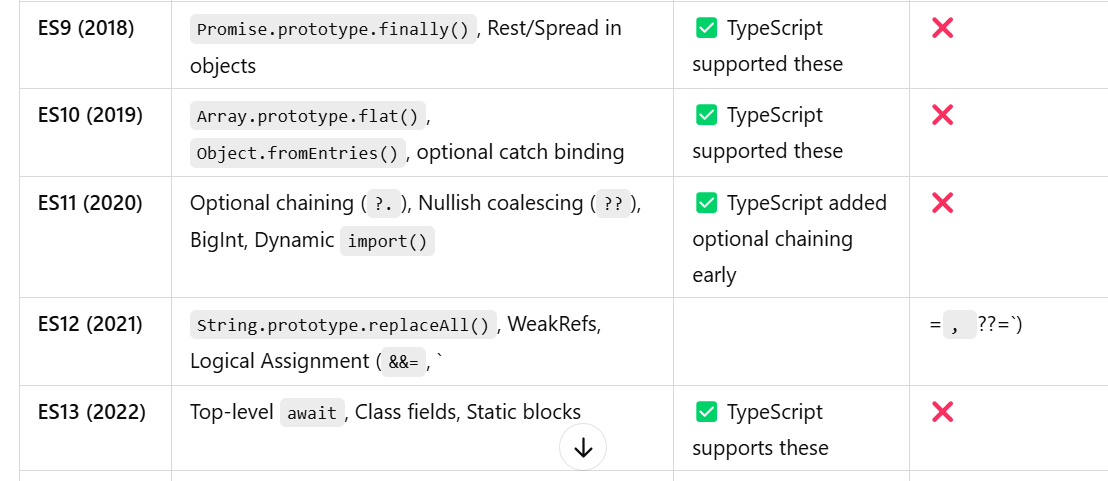 ES9 (2018) Promise.prototype.finally(), Rest/Spread in ✅ TypeScript ❌
objects supported these
ES10 (2019) Array.prototype.flat(), ✅ TypeScript ❌
Object.fromEntries(), optional catch binding supported these
ES11 (2020) Optional chaining (?.), Nullish coalescing (??), ✅ TypeScript added ❌
BigInt, Dynamic import() optional chaining
early
ES12 (2021) String.prototype.replaceAll(), WeakRefs, =, ??=`)
Logical Assignment (&&=, `
ES13 (2022) Top-level await, Class fields, Static blocks ✅ TypeScript ❌
supports these